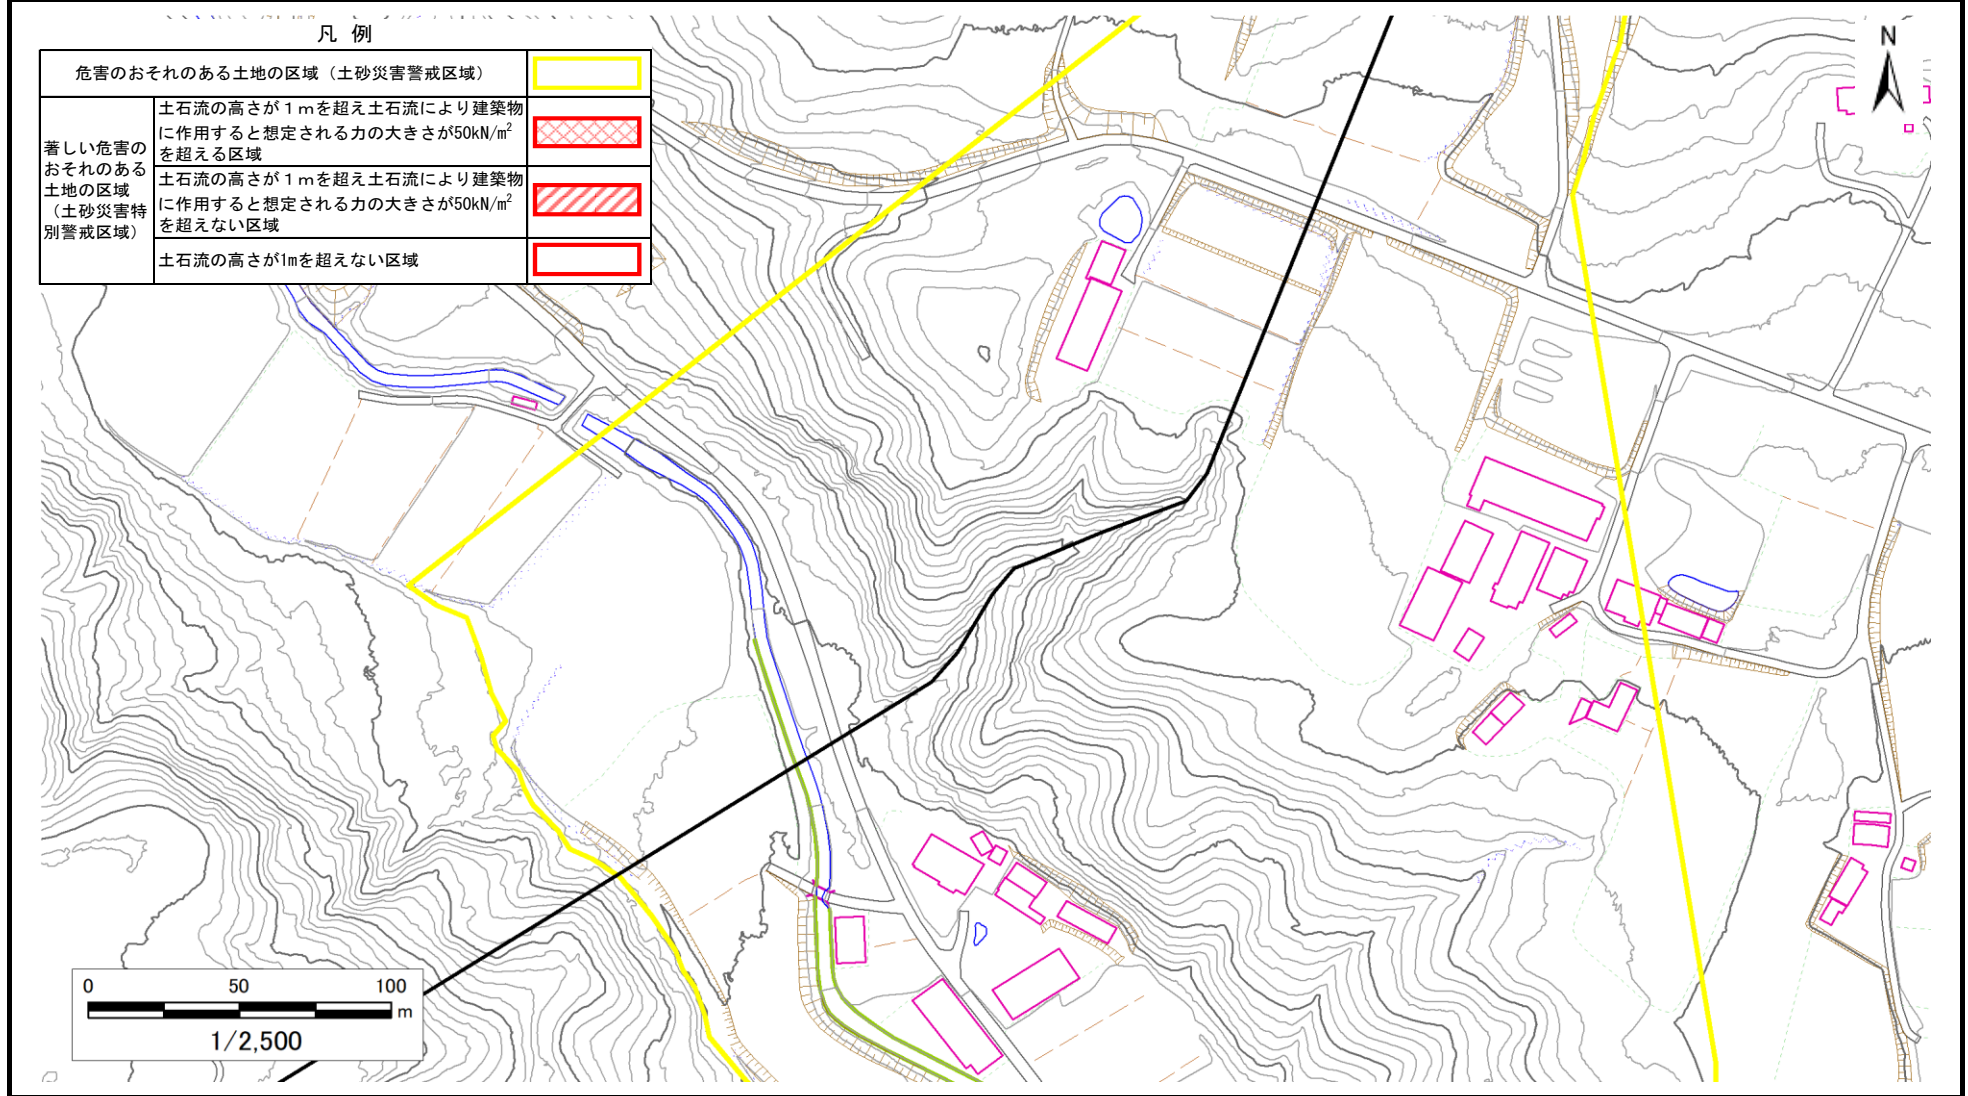 凡 例
危害のおそれのある土地の区域（土砂災害警戒区域）
著しい危害の
おそれのある
土地の区域
（土砂災害特
別警戒区域）
土石流の高さが１ｍを超え土石流により建築物
に作用すると想定される力の大きさが50kN/m²
を超える区域
土石流の高さが１ｍを超え土石流により建築物
に作用すると想定される力の大きさが50kN/m²
を超えない区域
土石流の高さが1mを超えない区域
N
0 50 100
m
1/2,500